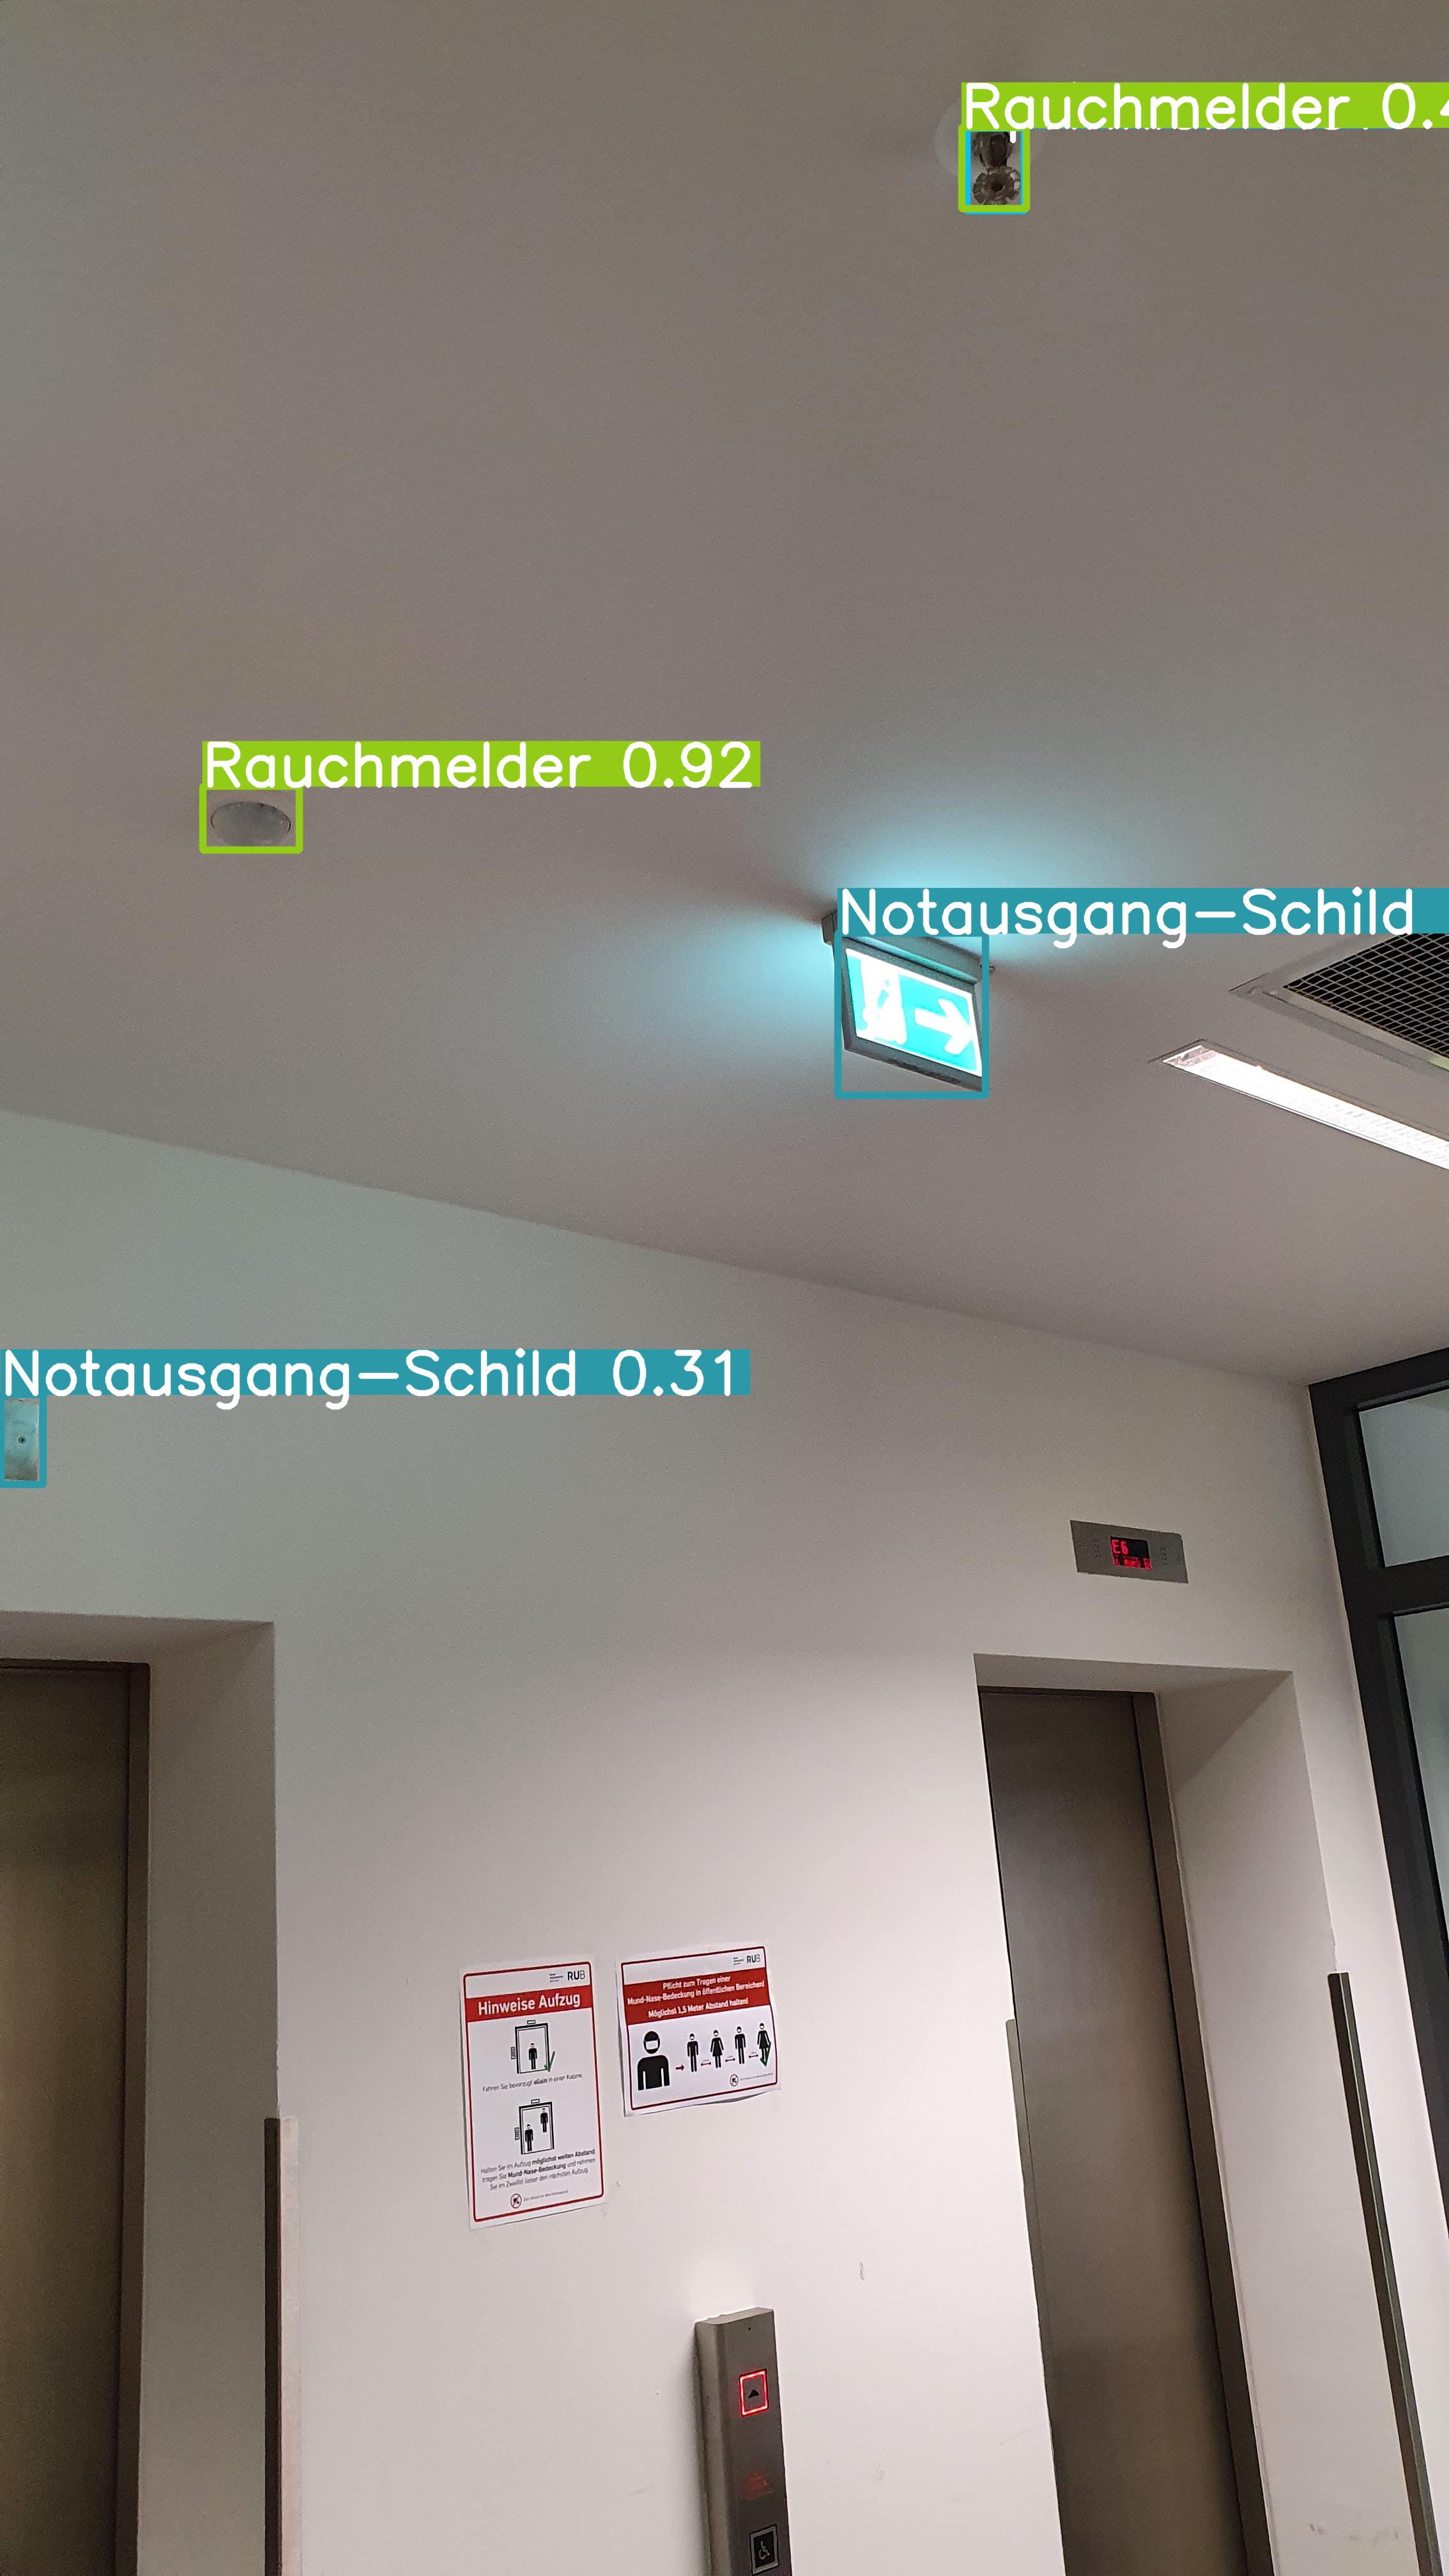 Rauchmelder 0.4
Rauchmelder 0.92
Notausgang-Schild
Notausgang-Schild 0.31
E6
RUB
Hinweise Aufzug
Fahren Sie bevorzugt allein in einer Kabine.
Halten Sie im Aufzug möglichst weiten Abstand
tragen Sie Mund-Nase-Bedeckung und nehmen
Sie im Zweifel lieber den nächsten Aufzug.
RUB
Pflicht zum Tragen einer
Mund-Nase-Bedeckung in öffentlichen Bereichen!
Möglichst 1,5 Meter Abstand halten!